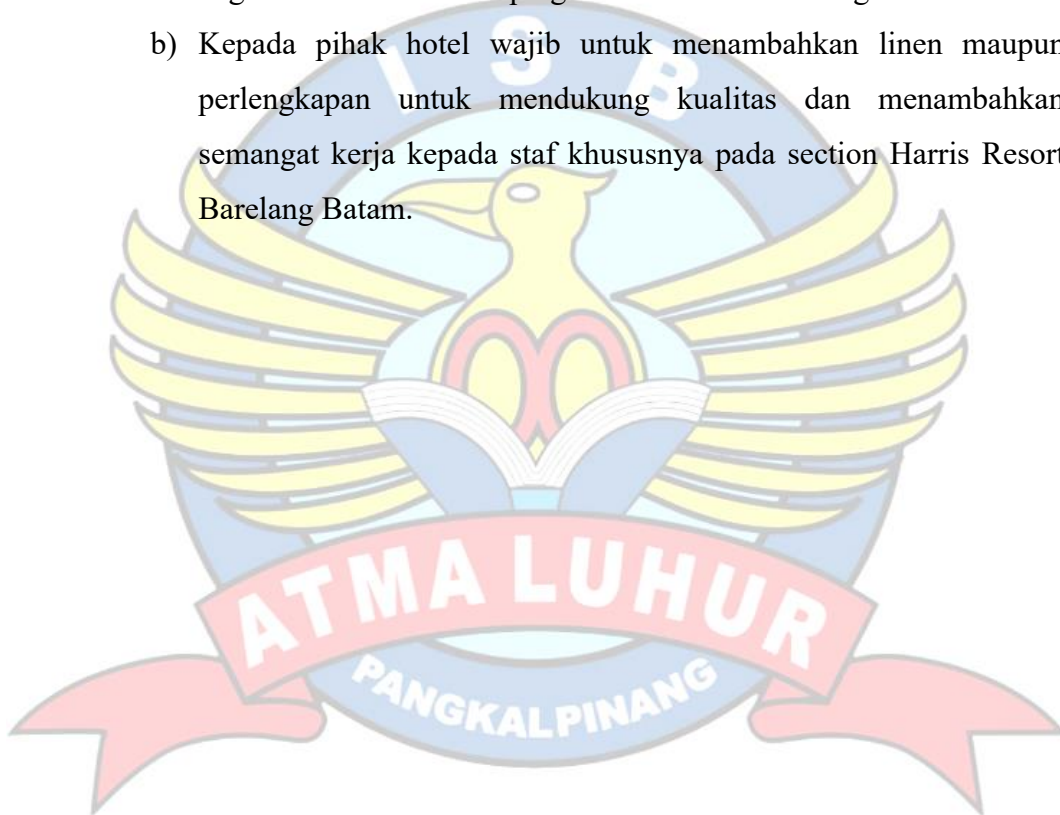 b) Kepada pihak hotel wajib untuk menambahkan linen maupun
perlengkapan untuk mendukung kualitas dan menambahkan
semangat kerja kepada staf khususnya pada section Harris Resort
Barelang Batam.
I S B
ATMA LUHUR
PANGKALPINANG